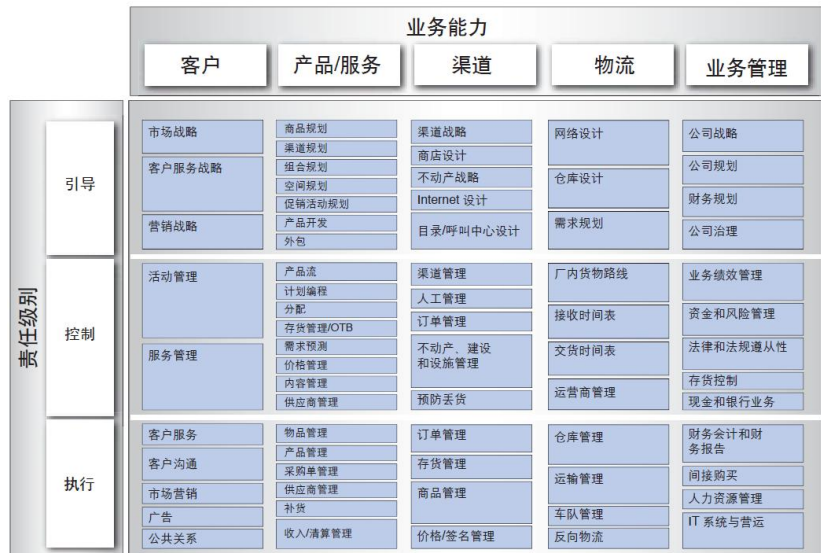 业务能力
客户
产品/服务
渠道
物流
业务管理
责任级别
引导
市场战略
客户服务战略
营销战略
商品规划
渠道规划
组合规划
空间规划
促销活动规划
产品开发
外包
渠道战略
商店设计
不动产战略
Internet 设计
目录/呼叫中心设计
网络设计
仓库设计
需求规划
公司战略
公司规划
财务规划
公司治理
控制
活动管理
服务管理
产品流
计划编程
分配
存货管理/OTB
需求预测
价格管理
内容管理
供应商管理
渠道管理
人工管理
订单管理
不动产、建设
和设施管理
预防丢货
厂内货物路线
接收时间表
交货时间表
运营商管理
业务绩效管理
资金和风险管理
法律和法规遵从性
存货控制
现金和银行业务
执行
客户服务
客户沟通
市场营销
广告
公共关系
物品管理
产品管理
采购单管理
供应商管理
补货
收入/清算管理
订单管理
存货管理
商品管理
价格/签名管理
仓库管理
运输管理
车队管理
反向物流
财务会计和财
务报告
间接购买
人力资源管理
IT 系统与营运